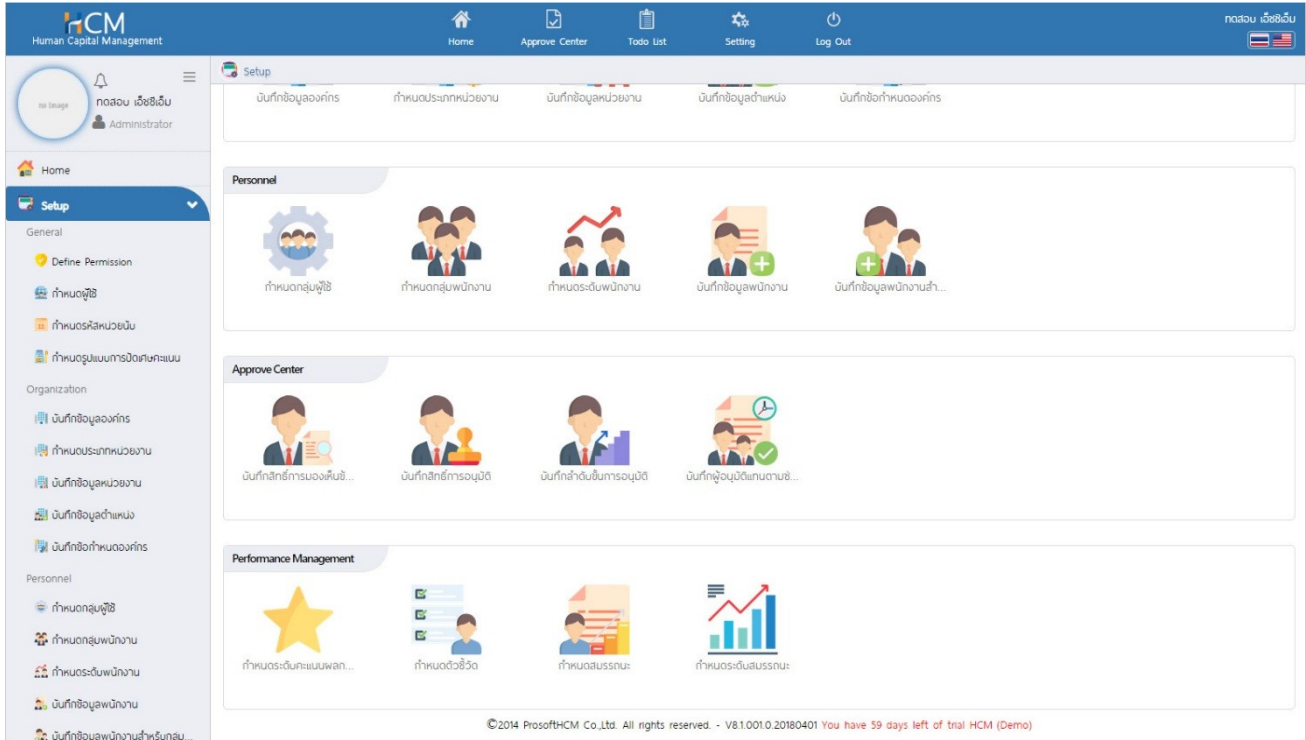 HCM
Human Capital Management
Home
Approve Center
Todo List
Setting
Log Out
ทดสอบ เอ็ชซีเอ็ม
no image
ทดสอบ เอ็ชซีเอ็ม
Administrator
Home
Setup
General
Define Permission
กำหนดผู้ใช้
กำหนดรหัสหน่วยนับ
กำหนดรูปแบบการปัดเศษคะแนน
Organization
บันทึกข้อมูลองค์กร
กำหนดประเภทหน่วยงาน
บันทึกข้อมูลหน่วยงาน
บันทึกข้อมูลตำแหน่ง
บันทึกข้อกำหนดองค์กร
Personnel
กำหนดกลุ่มผู้ใช้
กำหนดกลุ่มพนักงาน
กำหนดระดับพนักงาน
บันทึกข้อมูลพนักงาน
บันทึกข้อมูลพนักงานสำหรับกลุ่ม...
Setup
บันทึกข้อมูลองค์กร
กำหนดประเภทหน่วยงาน
บันทึกข้อมูลหน่วยงาน
บันทึกข้อมูลตำแหน่ง
บันทึกข้อกำหนดองค์กร
Personnel
กำหนดกลุ่มผู้ใช้
กำหนดกลุ่มพนักงาน
กำหนดระดับพนักงาน
บันทึกข้อมูลพนักงาน
บันทึกข้อมูลพนักงานสำ...
Approve Center
บันทึกสิทธิ์การมองเห็นข้...
บันทึกสิทธิ์การอนุมัติ
บันทึกลำดับขั้นการอนุมัติ
บันทึกผู้อนุมัติแทนตามช่...
Performance Management
กำหนดระดับคะแนนผลก...
กำหนดตัวชี้วัด
กำหนดสมรรถนะ
กำหนดระดับสมรรถนะ
©2014 ProsoftHCM Co.,Ltd. All rights reserved. - V8.1.001.0.20180401 You have 59 days left of trial HCM (Demo)